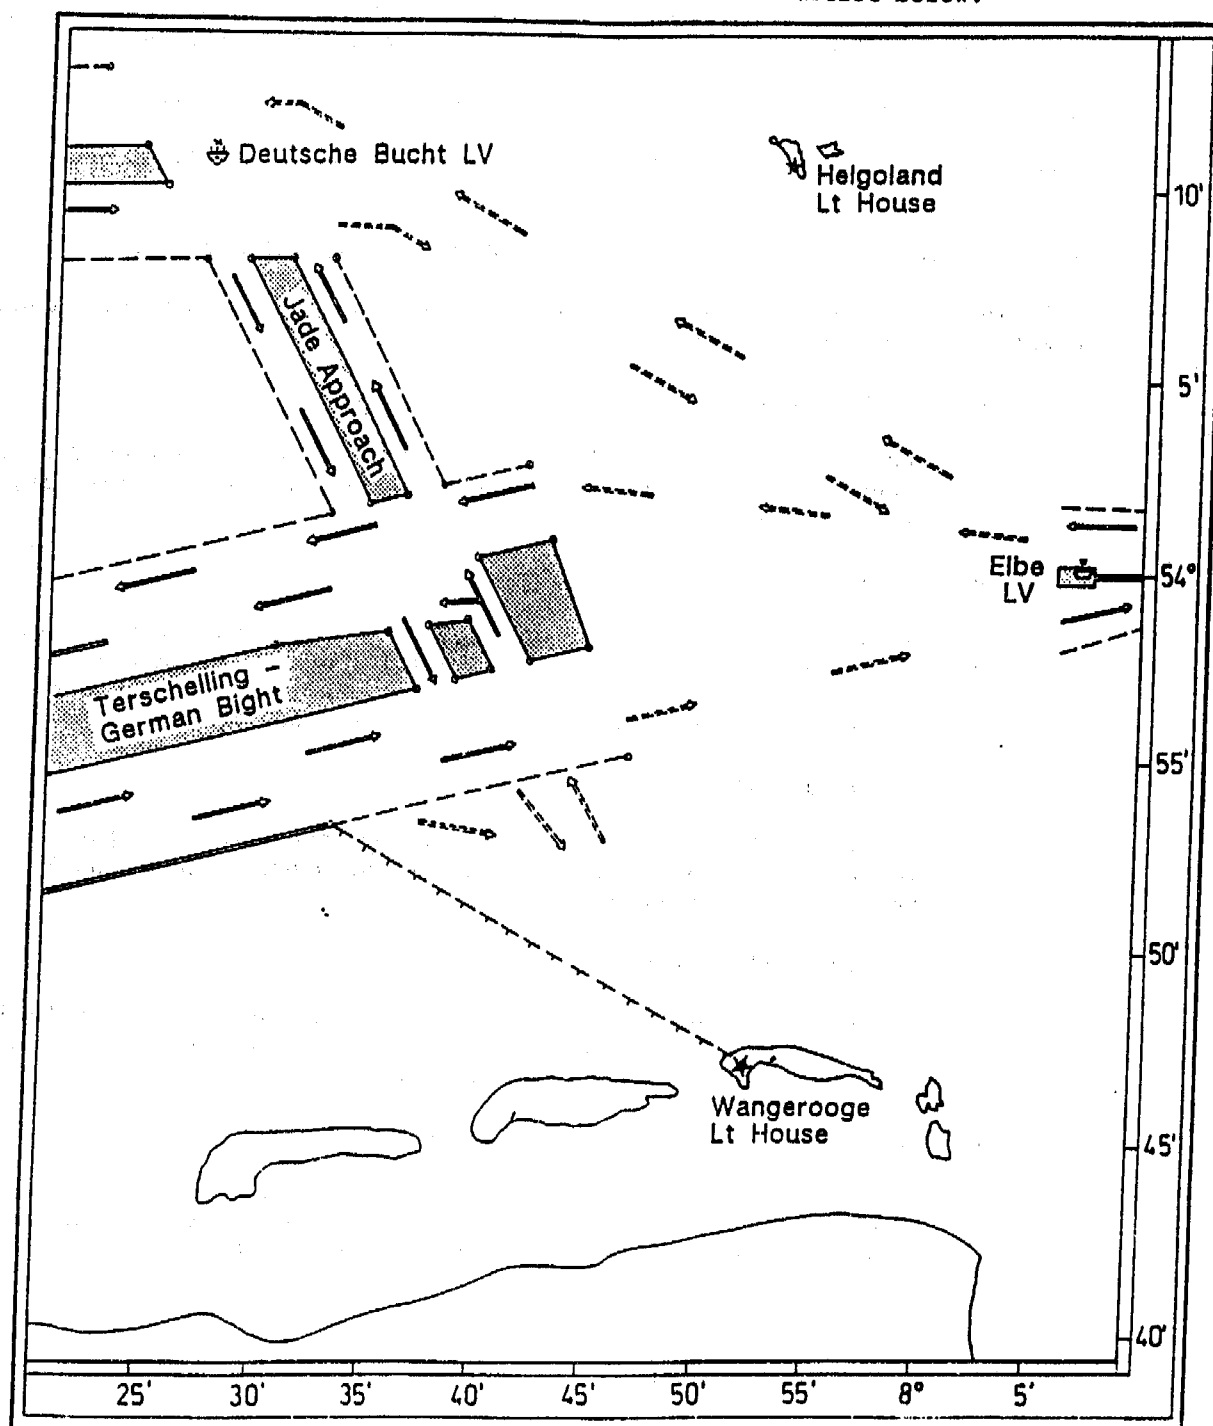 Deutsche Bucht LV
Helgoland
Lt House
10'
Jade Approach
5'
Elbe
LV
54°
Terschelling –
German Bight
55'
50'
Wangerooge
Lt House
45'
40'
25' 30' 35' 40' 45' 50' 55' 8° 5'